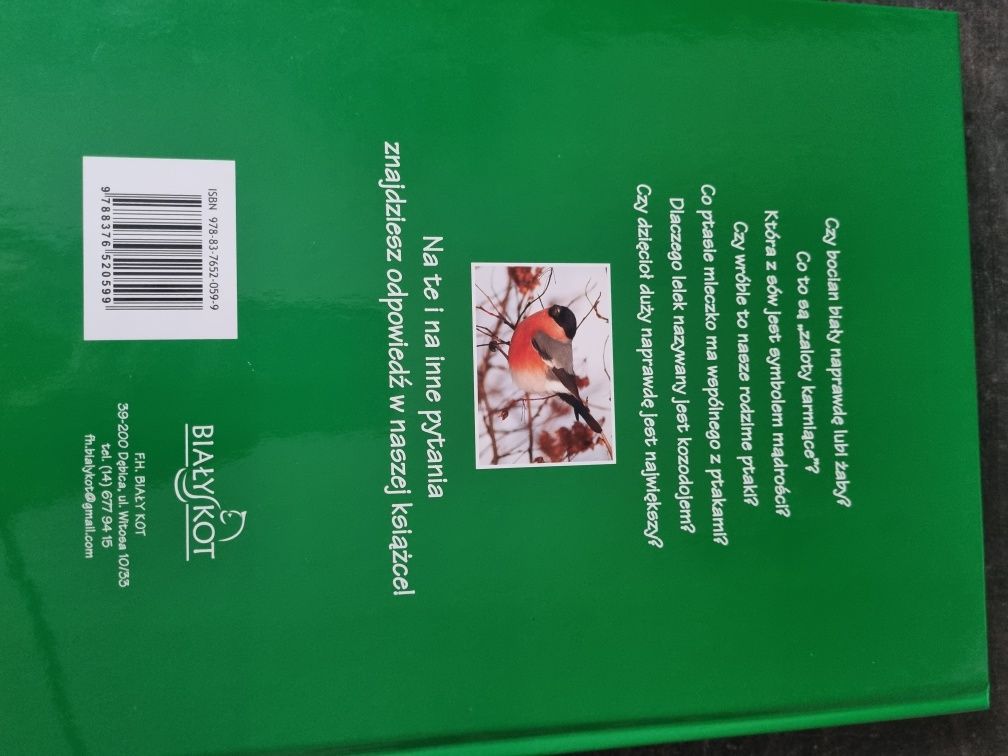 Czy bocian biały naprawdę lubi żaby?
Co to są „zaloty karmiące"?
Która z sów jest symbolem mądrości?
Czy wróble to nasze rodzime ptaki?
Co ptasie mleczko ma wspólnego z ptakami?
Dlaczego lelek nazywany jest kozodojem?
Czy dzięcioł duży naprawdę jest największy?
Na te i na inne pytania
znajdziesz odpowiedź w naszej książce!
ISBN 978-83-7652-059-9
9 788376 520599
BIAŁY KOT
F.H. BIAŁY KOT
39-200 Dębica, ul. Witosa 10/33
tel. (14) 677 94 15
fh.bialykot@gmail.com